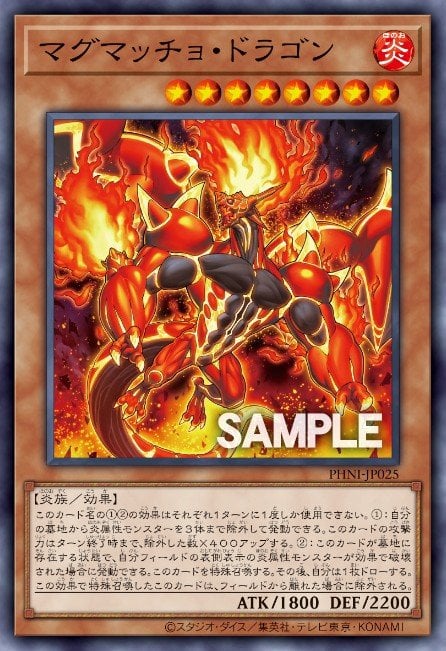 マグマッチョ・ドラゴン
ほのお
炎
SAMPLE
PHNI-JP025
【炎族／効果】
このカード名の①②の効果はそれぞれ1ターンに1度しか使用できない。①：自分
の墓地から炎属性モンスターを3体まで除外して発動できる。このカードの攻撃
力はターン終了時まで、除外した数×400アップする。②：このカードが墓地に
存在する状態で、自分フィールドの表側表示の炎属性モンスターが効果で破壊
された場合に発動できる。このカードを特殊召喚する。その後、自分は1枚ドローする。
この効果で特殊召喚したこのカードは、フィールドから離れた場合に除外される。
ATK/1800 DEF/2200
©スタジオ・ダイス／集英社・テレビ東京・KONAMI